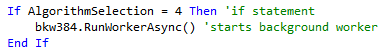 If AlgorithmSelection = 4 Then 'if statement
bkw384.RunWorkerAsync() 'starts background worker
End If